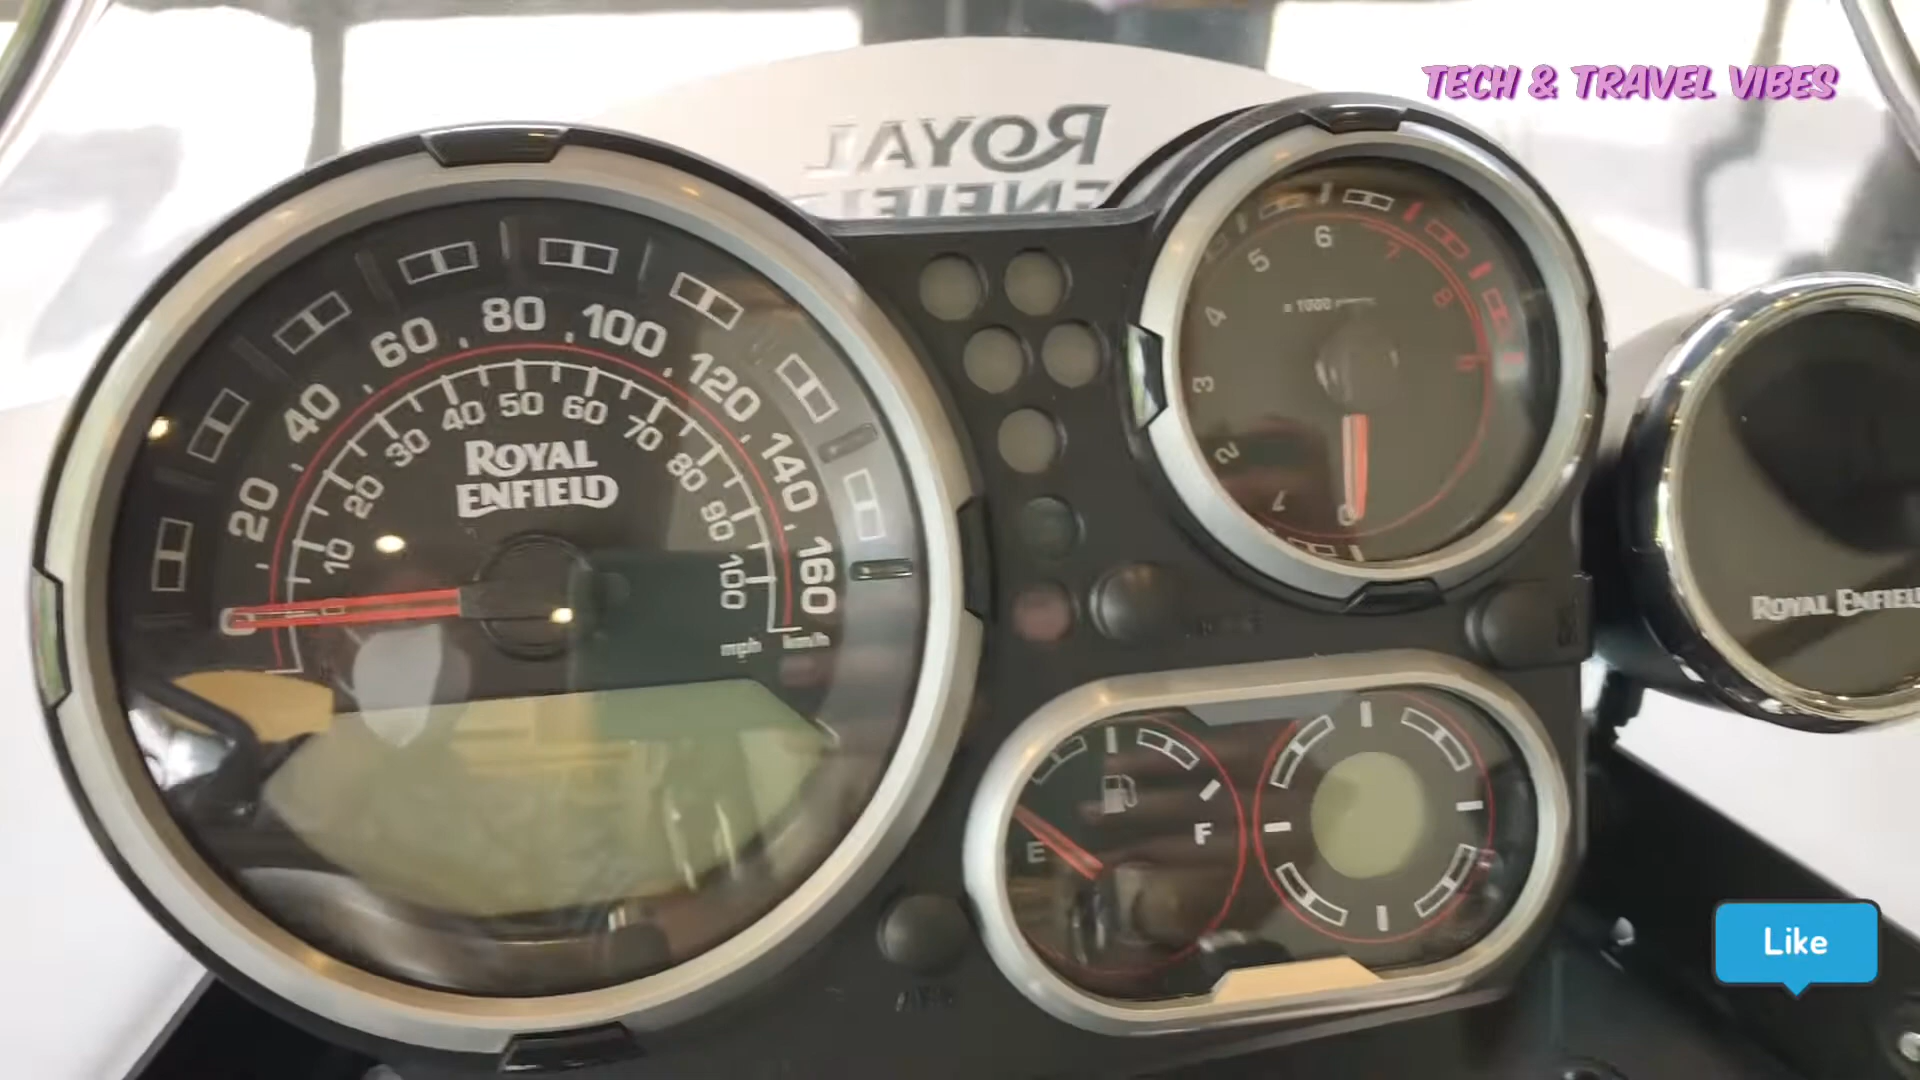 TECH & TRAVEL VIBES
ROYAL
ENFIELD
20 40 60 80 100 120 140 160
10 20 30 40 50 60 70 80 90 100
ROYAL
ENFIELD
0
mph km/h
0 1 2 3 4 5 6 7 8
E F
ROYAL ENFIELD
Like